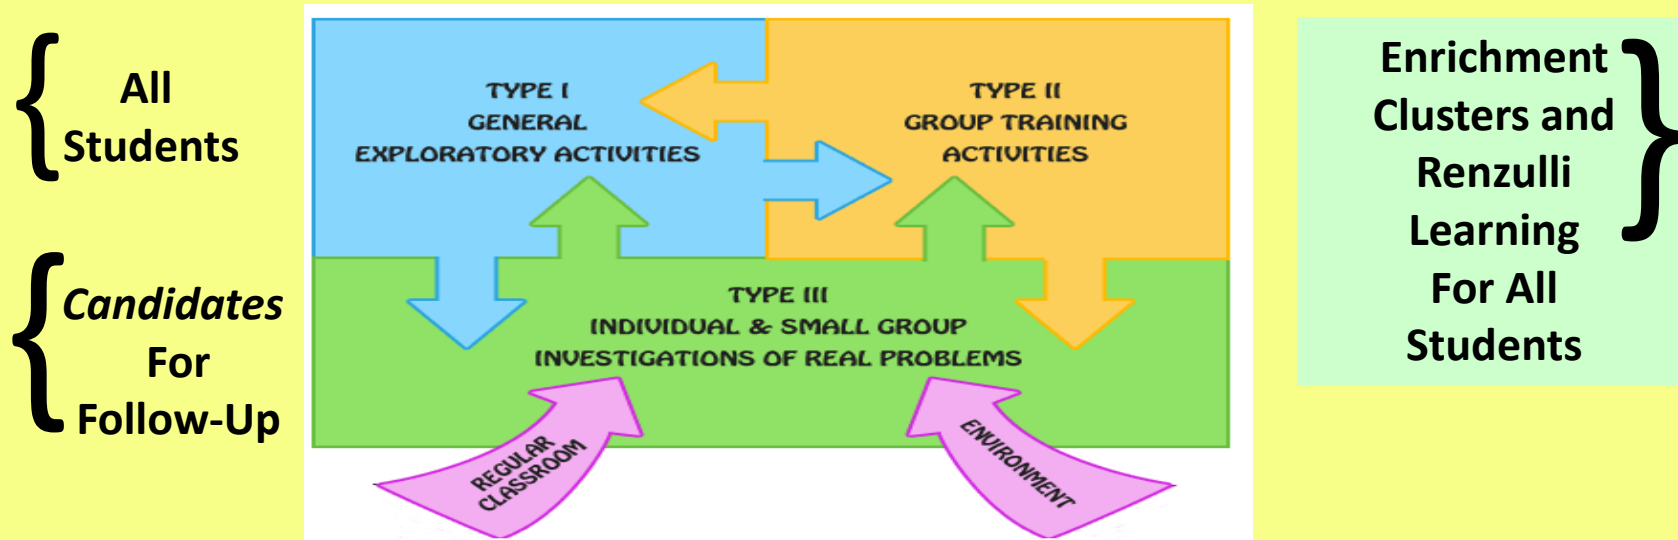 All
Students
Candidates
For
Follow-Up
TYPE I
GENERAL
EXPLORATORY ACTIVITIES
TYPE II
GROUP TRAINING
ACTIVITIES
TYPE III
INDIVIDUAL & SMALL GROUP
INVESTIGATIONS OF REAL PROBLEMS
REGULAR
CLASSROOM
ENVIRONMENT
Enrichment
Clusters and
Renzulli
Learning
For All
Students